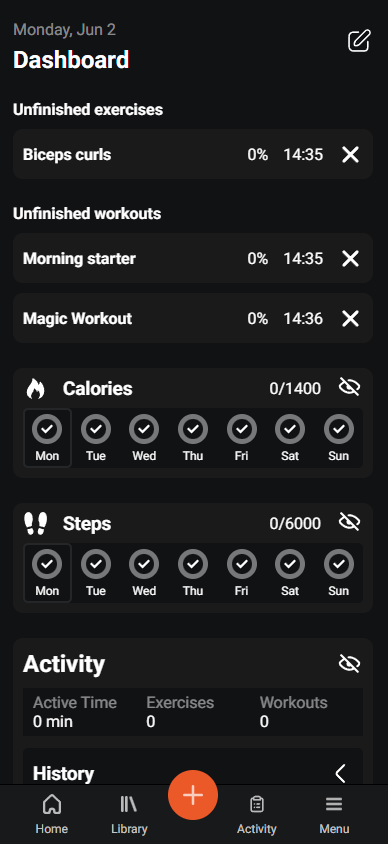 Monday, Jun 2
Dashboard
Unfinished exercises
Biceps curls 0% 14:35
Unfinished workouts
Morning starter 0% 14:35
Magic Workout 0% 14:36
Calories 0/1400
Mon Tue Wed Thu Fri Sat Sun
Steps 0/6000
Mon Tue Wed Thu Fri Sat Sun
Activity
Active Time Exercises Workouts
0 min 0 0
History
Home Library Activity Menu